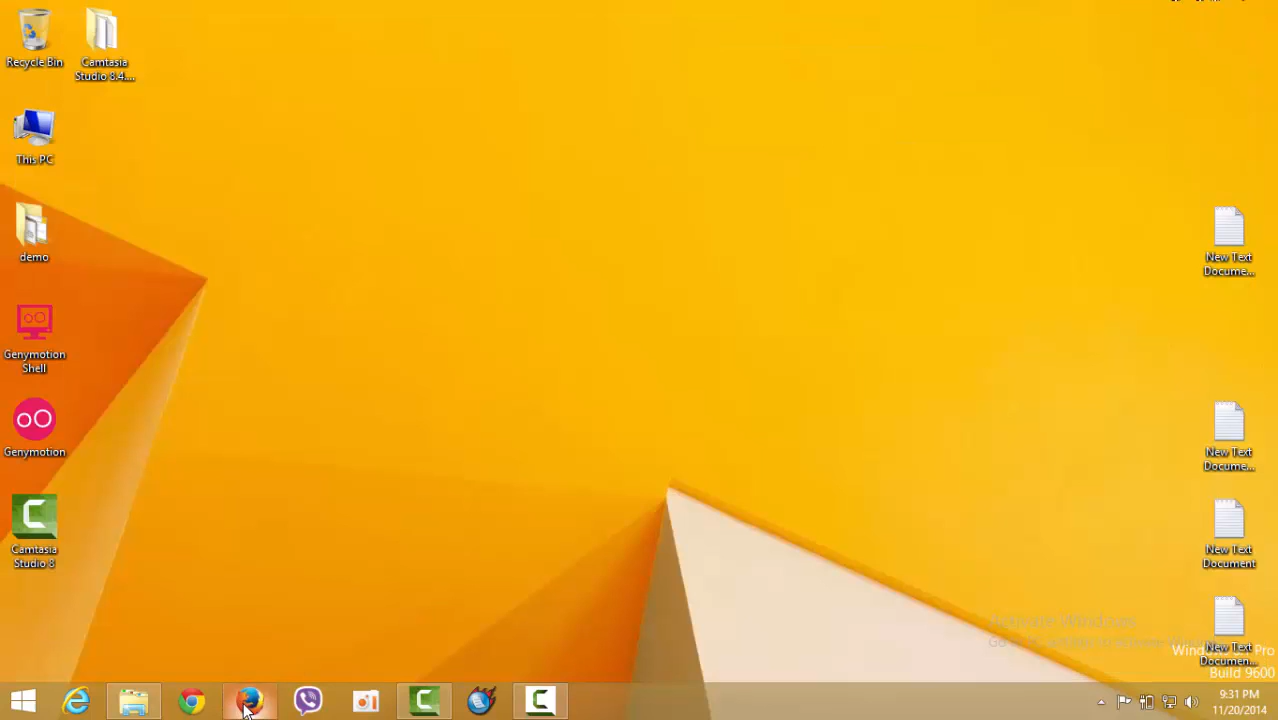 Recycle Bin
Camtasia
Studio 8.4....
This PC
demo
Genymotion
Shell
Genymotion
Camtasia
Studio 8
New Text
Docume...
New Text
Docume...
New Text
Document
New Text
Documen...
Activate Windows
Windows 8.1 Pro
Build 9600
9:31 PM
11/20/2014